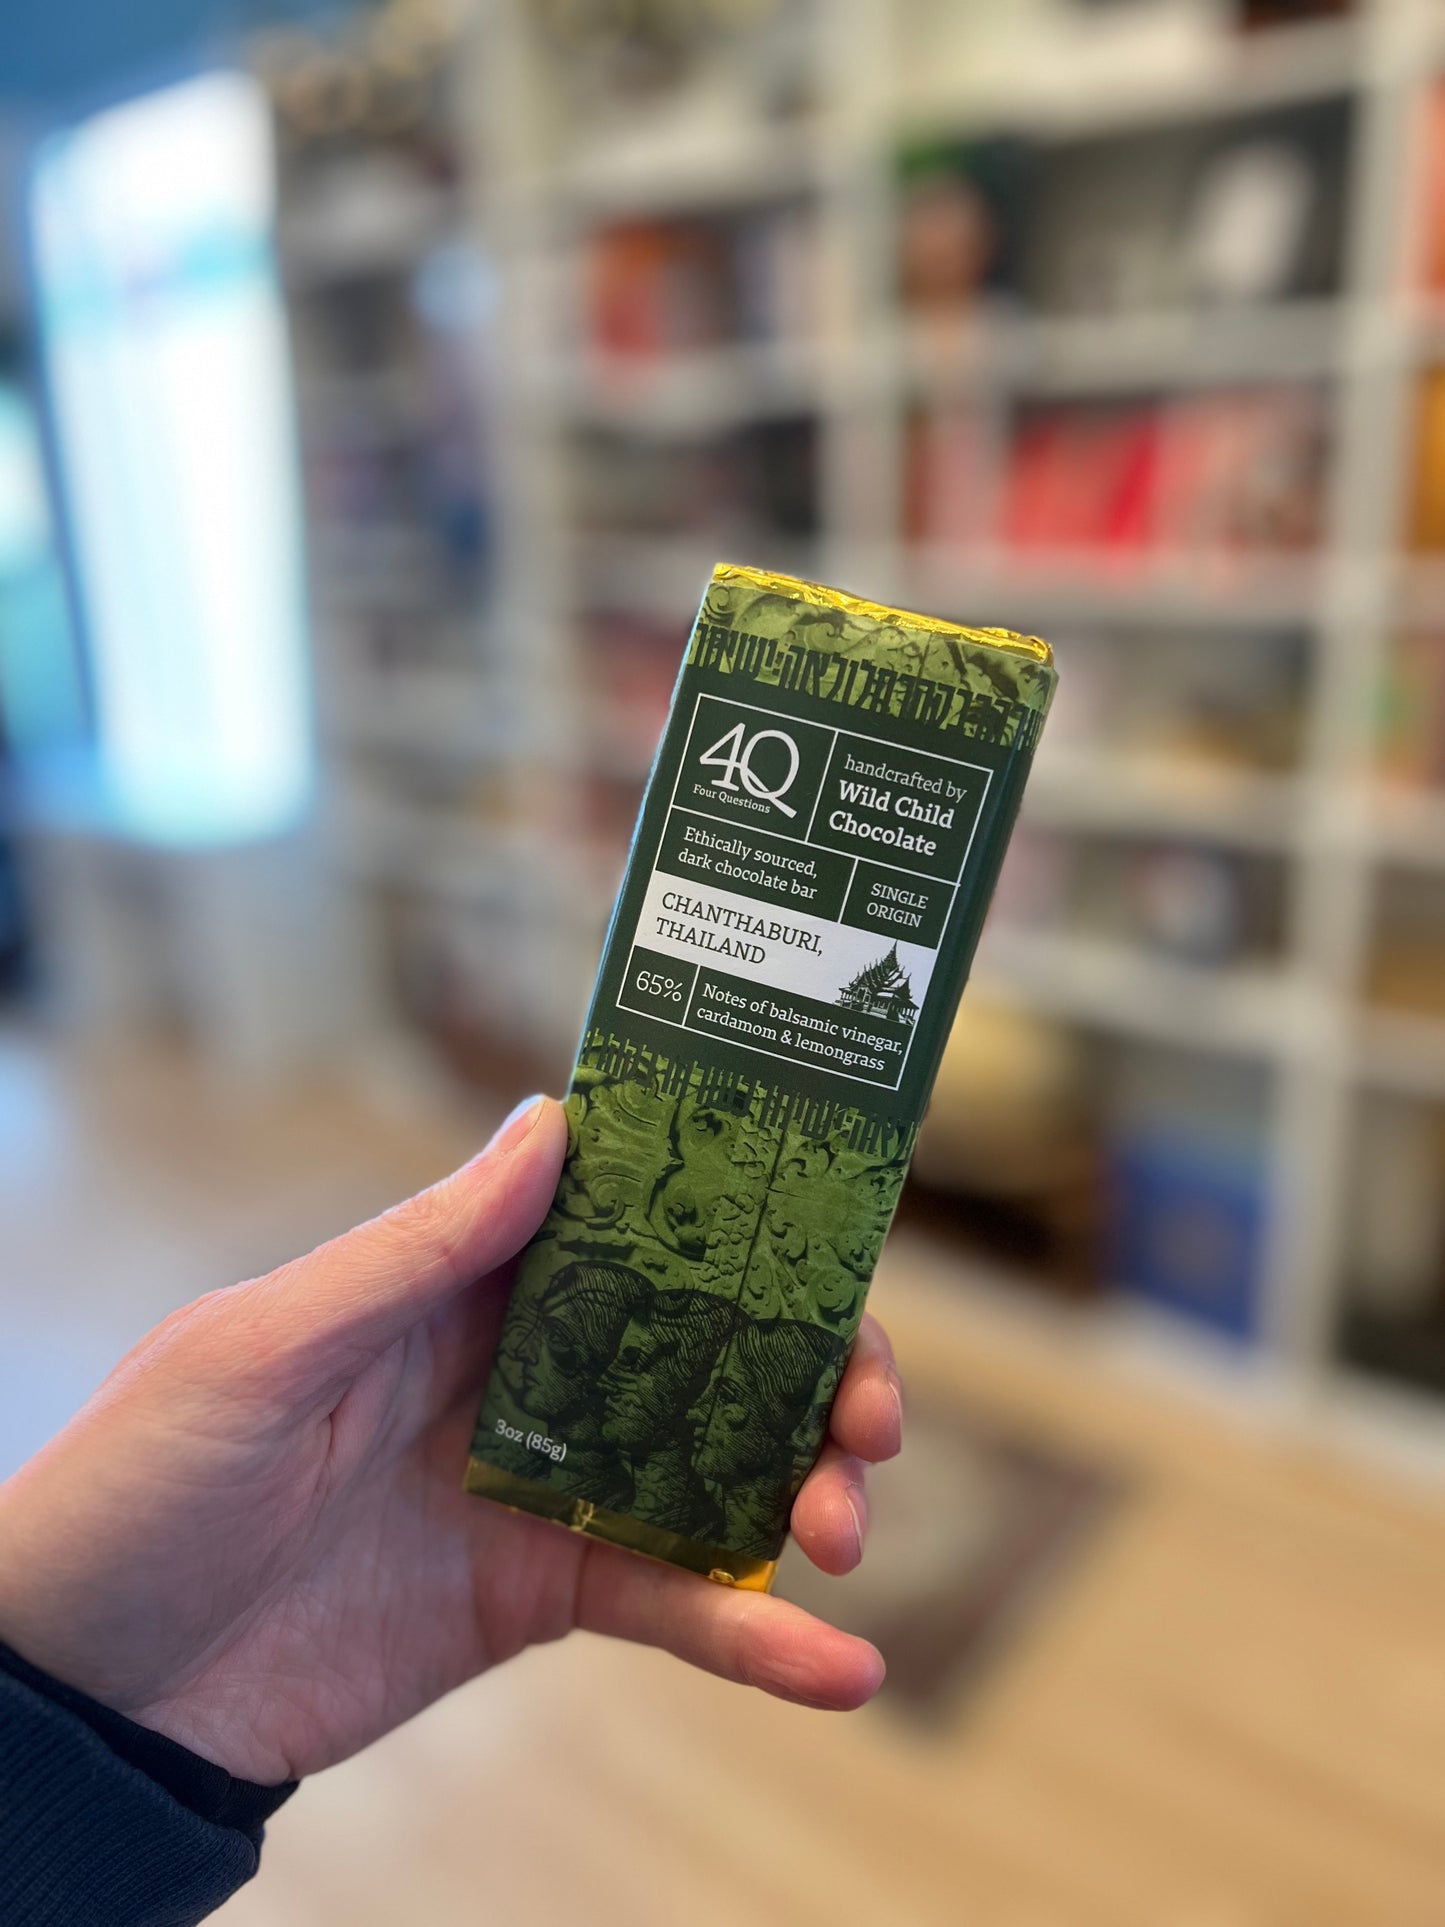 4Q
Four Questions
handcrafted by
Wild Child
Chocolate
Ethically sourced,
dark chocolate bar
SINGLE
ORIGIN
CHANTHABURI,
THAILAND
65%
Notes of balsamic vinegar,
cardamom & lemongrass
3oz (85g)